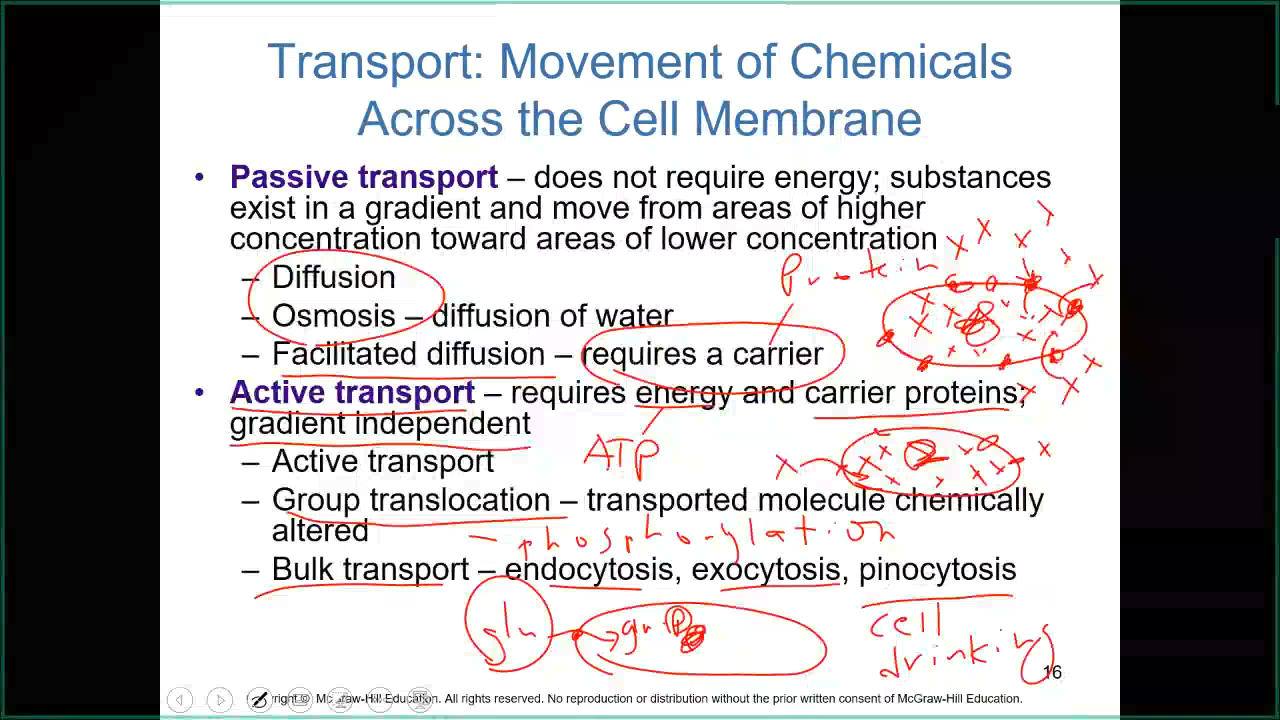 Transport: Movement of Chemicals
Across the Cell Membrane
• Passive transport – does not require energy; substances
exist in a gradient and move from areas of higher
concentration toward areas of lower concentration
– Diffusion
Protein
– Osmosis – diffusion of water
– Facilitated diffusion – requires a carrier
• Active transport – requires energy and carrier proteins;
gradient independent
ATP
– Active transport
– Group translocation – transported molecule chemically
altered
– phosphorylation
– Bulk transport – endocytosis, exocytosis, pinocytosis
glu
P
cell
drinking
16
Copyright © McGraw-Hill Education. All rights reserved. No reproduction or distribution without the prior written consent of McGraw-Hill Education.